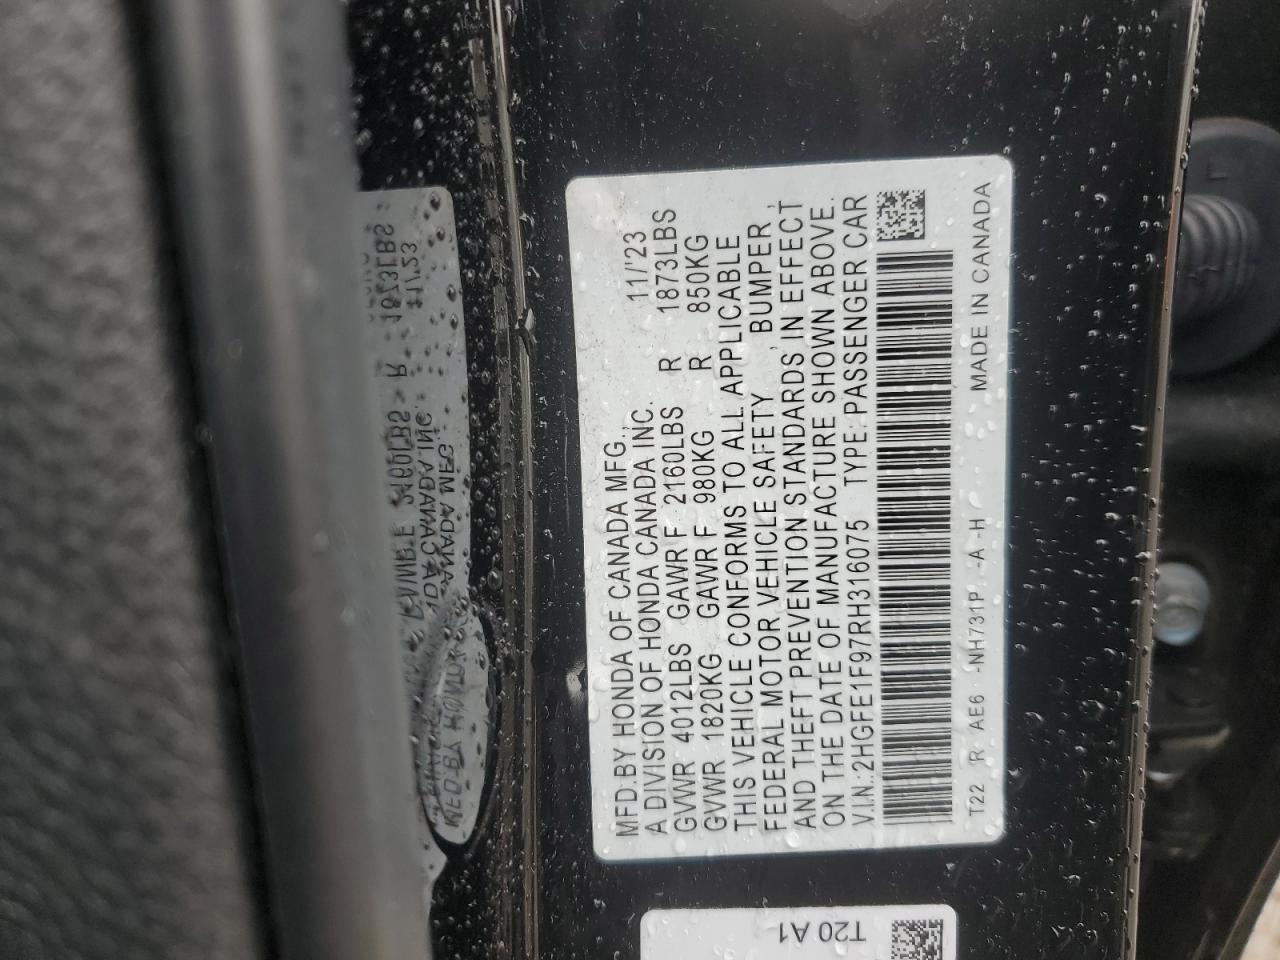 MFD.BY HONDA OF CANADA MFG.,
A DIVISION OF HONDA CANADA INC. 11/'23
GVWR 4012LBS GAWR F 2160LBS R 1873LBS
GVWR 1820KG GAWR F 980KG R 850KG
THIS VEHICLE CONFORMS TO ALL APPLICABLE
FEDERAL MOTOR VEHICLE SAFETY , BUMPER,
AND THEFT PREVENTION STANDARDS IN EFFECT
ON THE DATE OF MANUFACTURE SHOWN ABOVE.
V.I.N.:2HGFE1F97RH316075 TYPE:PASSENGER CAR
T22 R AE6 -NH731P -A-H MADE IN CANADA
T20 A1